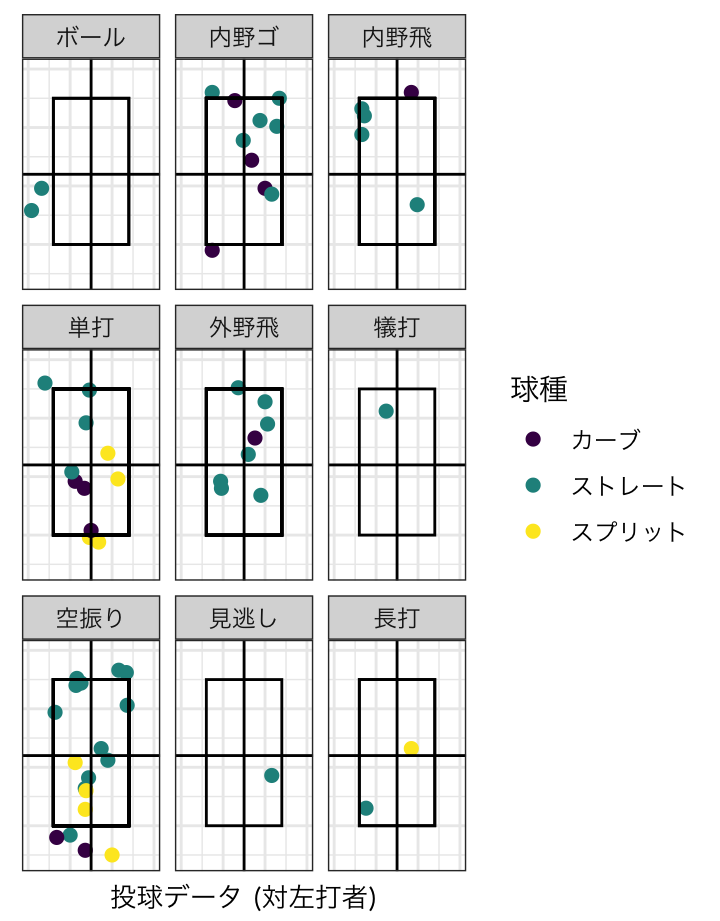 ボール
内野ゴ
内野飛
単打
外野飛
犠打
空振り
見逃し
長打
球種
カーブ
ストレート
スプリット
投球データ (対左打者)